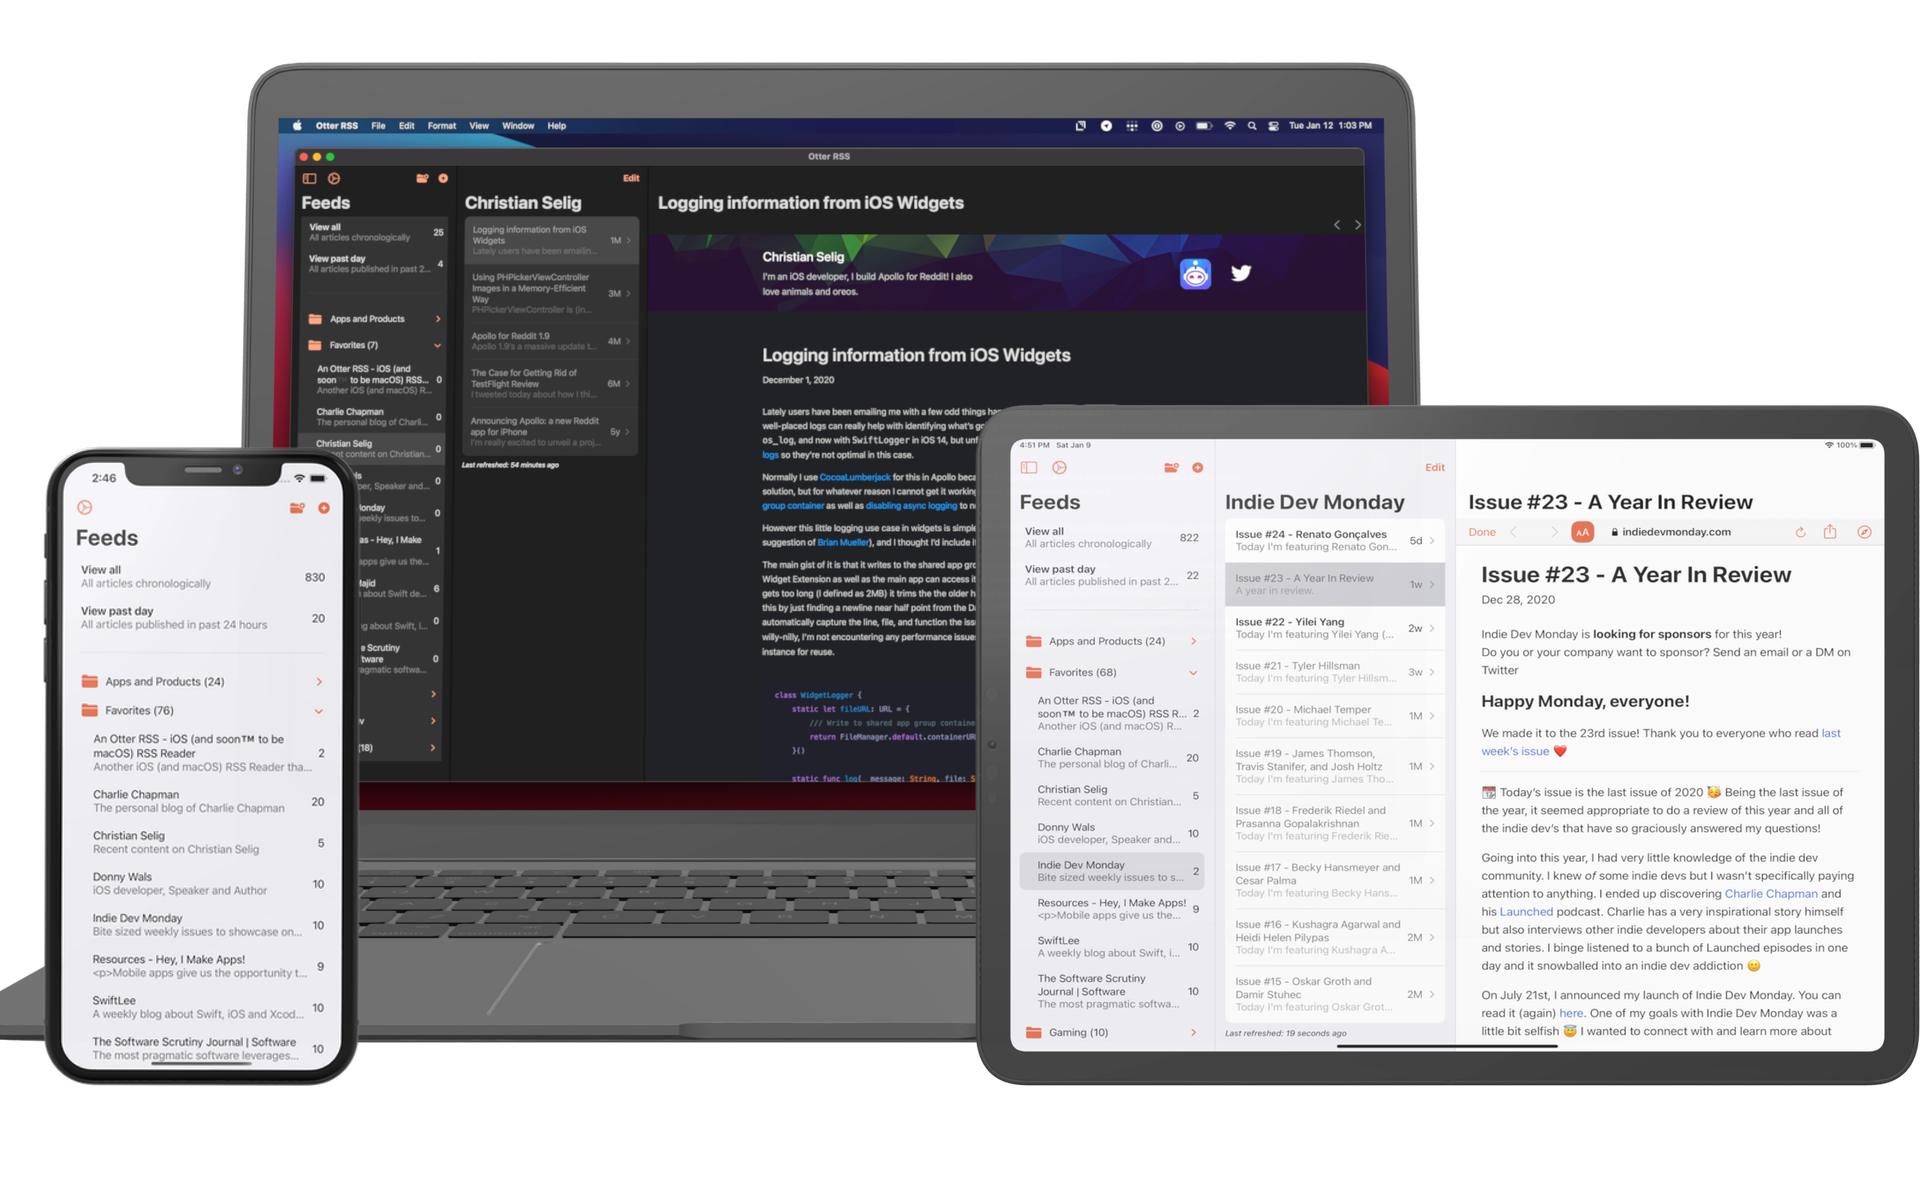 Otter RSS File Edit Format View Window Help
Tue Jan 12 1:03 PM
Otter RSS
Feeds
View all
All articles chronologically
25
View past day
All articles published in past 2...
4
Apps and Products
Favorites (7)
An Otter RSS - iOS (and
soon™ to be macOS) RSS...
Another iOS (and macOS) R...
0
Charlie Chapman
The personal blog of Charli...
0
Christian Selig
ent content on Christian...
0
er, Speaker and...
0
onday
eekly issues to...
0
as - Hey, I Make
apps give us the...
1
ajid
about Swift de...
6
g about Swift, I...
0
e Scrutiny
tware
agmatic softwa...
0
(18)
Edit
Christian Selig
Logging information from iOS
Widgets
Lately users have been emailin...
1M
Using PHPickerViewController
Images in a Memory-Efficient
Way
PHPickerViewController is (in...
3M
Apollo for Reddit 1.9
Apollo 1.9's a massive update t...
4M
The Case for Getting Rid of
TestFlight Review
I tweeted today about how I thi...
6M
Announcing Apollo: a new Reddit
app for iPhone
I'm really excited to unveil a proj...
5y
Last refreshed: 54 minutes ago
Logging information from iOS Widgets
Christian Selig
I'm an iOS developer, I build Apollo for Reddit! I also
love animals and oreos.
Logging information from iOS Widgets
December 1, 2020
Lately users have been emailing me with a few odd things ha
well-placed logs can really help with identifying what's g
os_log, and now with SwiftLogger in iOS 14, but unf
logs so they're not optimal in this case.
Normally I use CocoaLumberjack for this in Apollo beca
solution, but for whatever reason I cannot get it working
group container as well as disabling async logging to n
However this little logging use case in widgets is simple
suggestion of Brian Mueller), and I thought I'd include i
The main gist of it is that it writes to the shared app gro
Widget Extension as well as the main app can access it
gets too long (I defined as 2MB) it trims the the older h
this by just finding a newline near half point from the Da
automatically capture the line, file, and function the iss
willy-nilly, I'm not encountering any performance issues
instance for reuse.
class WidgetLogger {
static let fileURL: URL = {
/// Write to shared app group containe
return FileManager.default.containerUR
}()
static func log(_ message: String, file: S
2:46
Feeds
View all
All articles chronologically
830
View past day
All articles published in past 24 hours
20
Apps and Products (24)
Favorites (76)
An Otter RSS - iOS (and soon™ to be
macOS) RSS Reader
Another iOS (and macOS) RSS Reader tha...
2
Charlie Chapman
The personal blog of Charlie Chapman
20
Christian Selig
Recent content on Christian Selig
5
Donny Wals
iOS developer, Speaker and Author
10
Indie Dev Monday
Bite sized weekly issues to showcase on...
10
Resources - Hey, I Make Apps!
<p>Mobile apps give us the opportunity t...
9
SwiftLee
A weekly blog about Swift, iOS and Xcod...
10
The Software Scrutiny Journal | Software
The most pragmatic software leverages...
10
4:51 PM Sat Jan 9
100%
Feeds
View all
All articles chronologically
822
View past day
All articles published in past 2...
22
Apps and Products (24)
Favorites (68)
An Otter RSS - iOS (and
soon™ to be macOS) RSS R...
Another iOS (and macOS) R...
2
Charlie Chapman
The personal blog of Charli...
20
Christian Selig
Recent content on Christian...
5
Donny Wals
iOS developer, Speaker and...
10
Indie Dev Monday
Bite sized weekly issues to s...
2
Resources - Hey, I Make Apps!
<p>Mobile apps give us the...
9
SwiftLee
A weekly blog about Swift, i...
10
The Software Scrutiny
Journal | Software
The most pragmatic softwa...
10
Gaming (10)
Edit
Indie Dev Monday
Issue #24 - Renato Gonçalves
Today I'm featuring Renato Gon...
5d
Issue #23 - A Year In Review
A year in review.
1w
Issue #22 - Yilei Yang
Today I'm featuring Yilei Yang (...
2w
Issue #21 - Tyler Hillsman
Today I'm featuring Tyler Hillsm...
3w
Issue #20 - Michael Temper
Today I'm featuring Michael Te...
1M
Issue #19 - James Thomson,
Travis Stanifer, and Josh Holtz
Today I'm featuring James Tho...
1M
Issue #18 - Frederik Riedel and
Prasanna Gopalakrishnan
Today I'm featuring Frederik Rie...
1M
Issue #17 - Becky Hansmeyer and
Cesar Palma
Today I'm featuring Becky Hans...
1M
Issue #16 - Kushagra Agarwal and
Heidi Helen Pilypas
Today I'm featuring Kushagra A...
2M
Issue #15 - Oskar Groth and
Damir Stuhec
Today I'm featuring Oskar Grot...
2M
Last refreshed: 19 seconds ago
Issue #23 - A Year In Review
Done AA indiedevmonday.com
Issue #23 - A Year In Review
Dec 28, 2020
Indie Dev Monday is looking for sponsors for this year!
Do you or your company want to sponsor? Send an email or a DM on
Twitter
Happy Monday, everyone!
We made it to the 23rd issue! Thank you to everyone who read last
week's issue ❤️
📆 Today's issue is the last issue of 2020 🥳 Being the last issue of
the year, it seemed appropriate to do a review of this year and all of
the indie dev's that have so graciously answered my questions!
Going into this year, I had very little knowledge of the indie dev
community. I knew of some indie devs but I wasn't specifically paying
attention to anything. I ended up discovering Charlie Chapman and
his Launched podcast. Charlie has a very inspirational story himself
but also interviews other indie developers about their app launches
and stories. I binge listened to a bunch of Launched episodes in one
day and it snowballed into an indie dev addiction 😊
On July 21st, I announced my launch of Indie Dev Monday. You can
read it (again) here. One of my goals with Indie Dev Monday was a
little bit selfish 😇 I wanted to connect with and learn more about